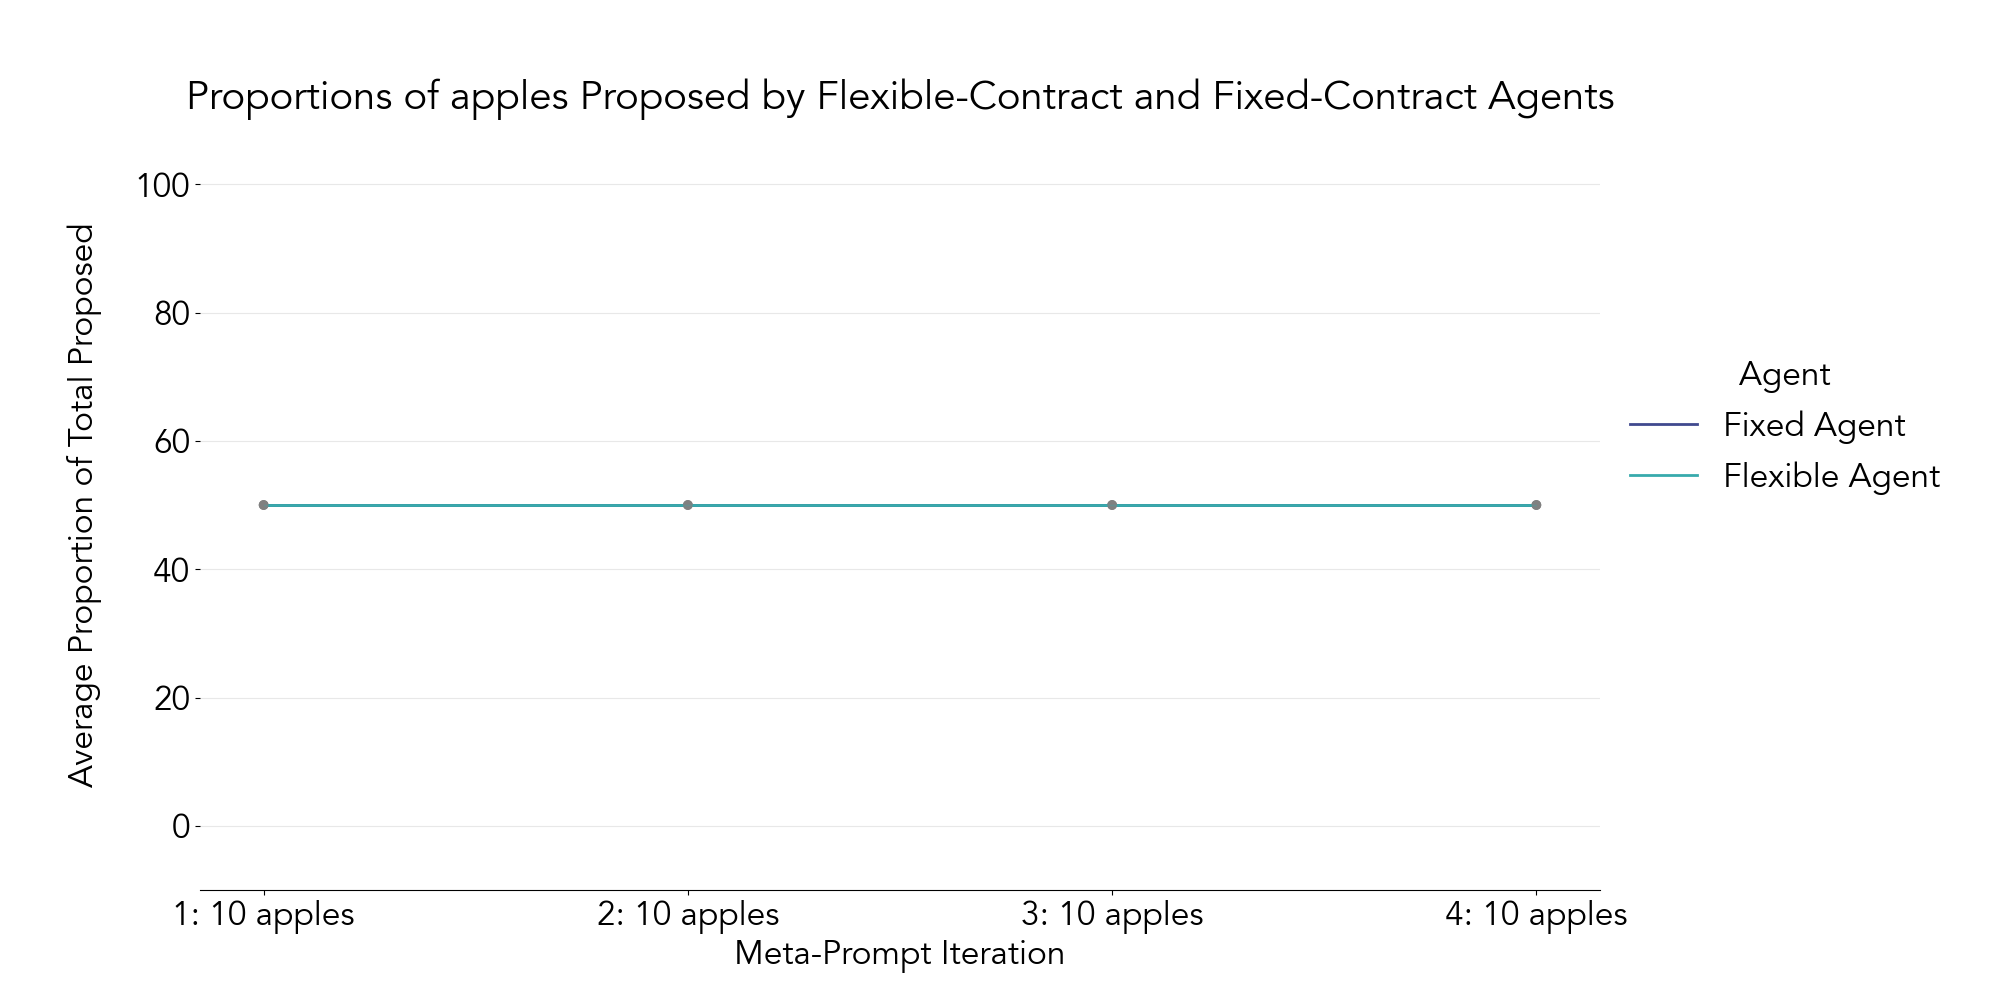 Proportions of apples Proposed by Flexible-Contract and Fixed-Contract Agents
Average Proportion of Total Proposed
100
80
60
40
20
0
1: 10 apples
2: 10 apples
3: 10 apples
4: 10 apples
Meta-Prompt Iteration
Agent
Fixed Agent
Flexible Agent